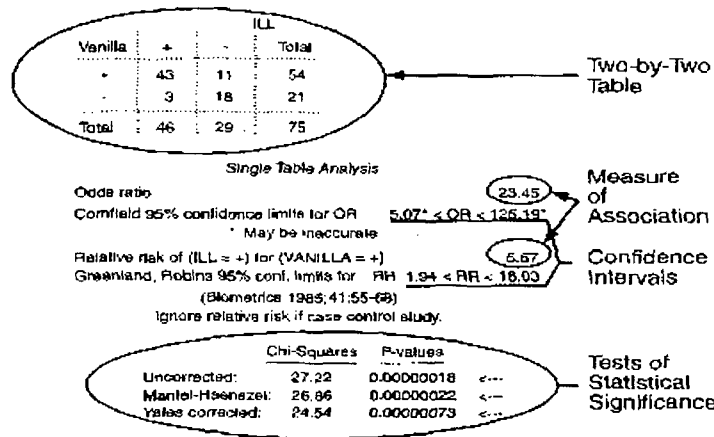 ILL
Vanilla + - Total
+ 43 11 54
- 3 18 21
Total 46 29 75
Two-by-Two
Table
Single Table Analysis
Odds ratio 23.45
Cornfield 95% confidence limits for OR 5.07* < OR < 125.19*
* May be inaccurate
Measure
of
Association
Relative risk of (ILL = +) for (VANILLA = +) 5.57
Greenland, Robins 95% conf. limits for RR 1.94 < RR < 16.03
(Biometrics 1985; 41:55-68)
Ignore relative risk if case control study.
Confidence
Intervals
Chi-Squares P-values
Uncorrected: 27.22 0.00000018 <---
Mantel-Haenszel: 26.86 0.00000022 <---
Yates corrected: 24.54 0.00000073 <---
Tests of
Statistical
Significance